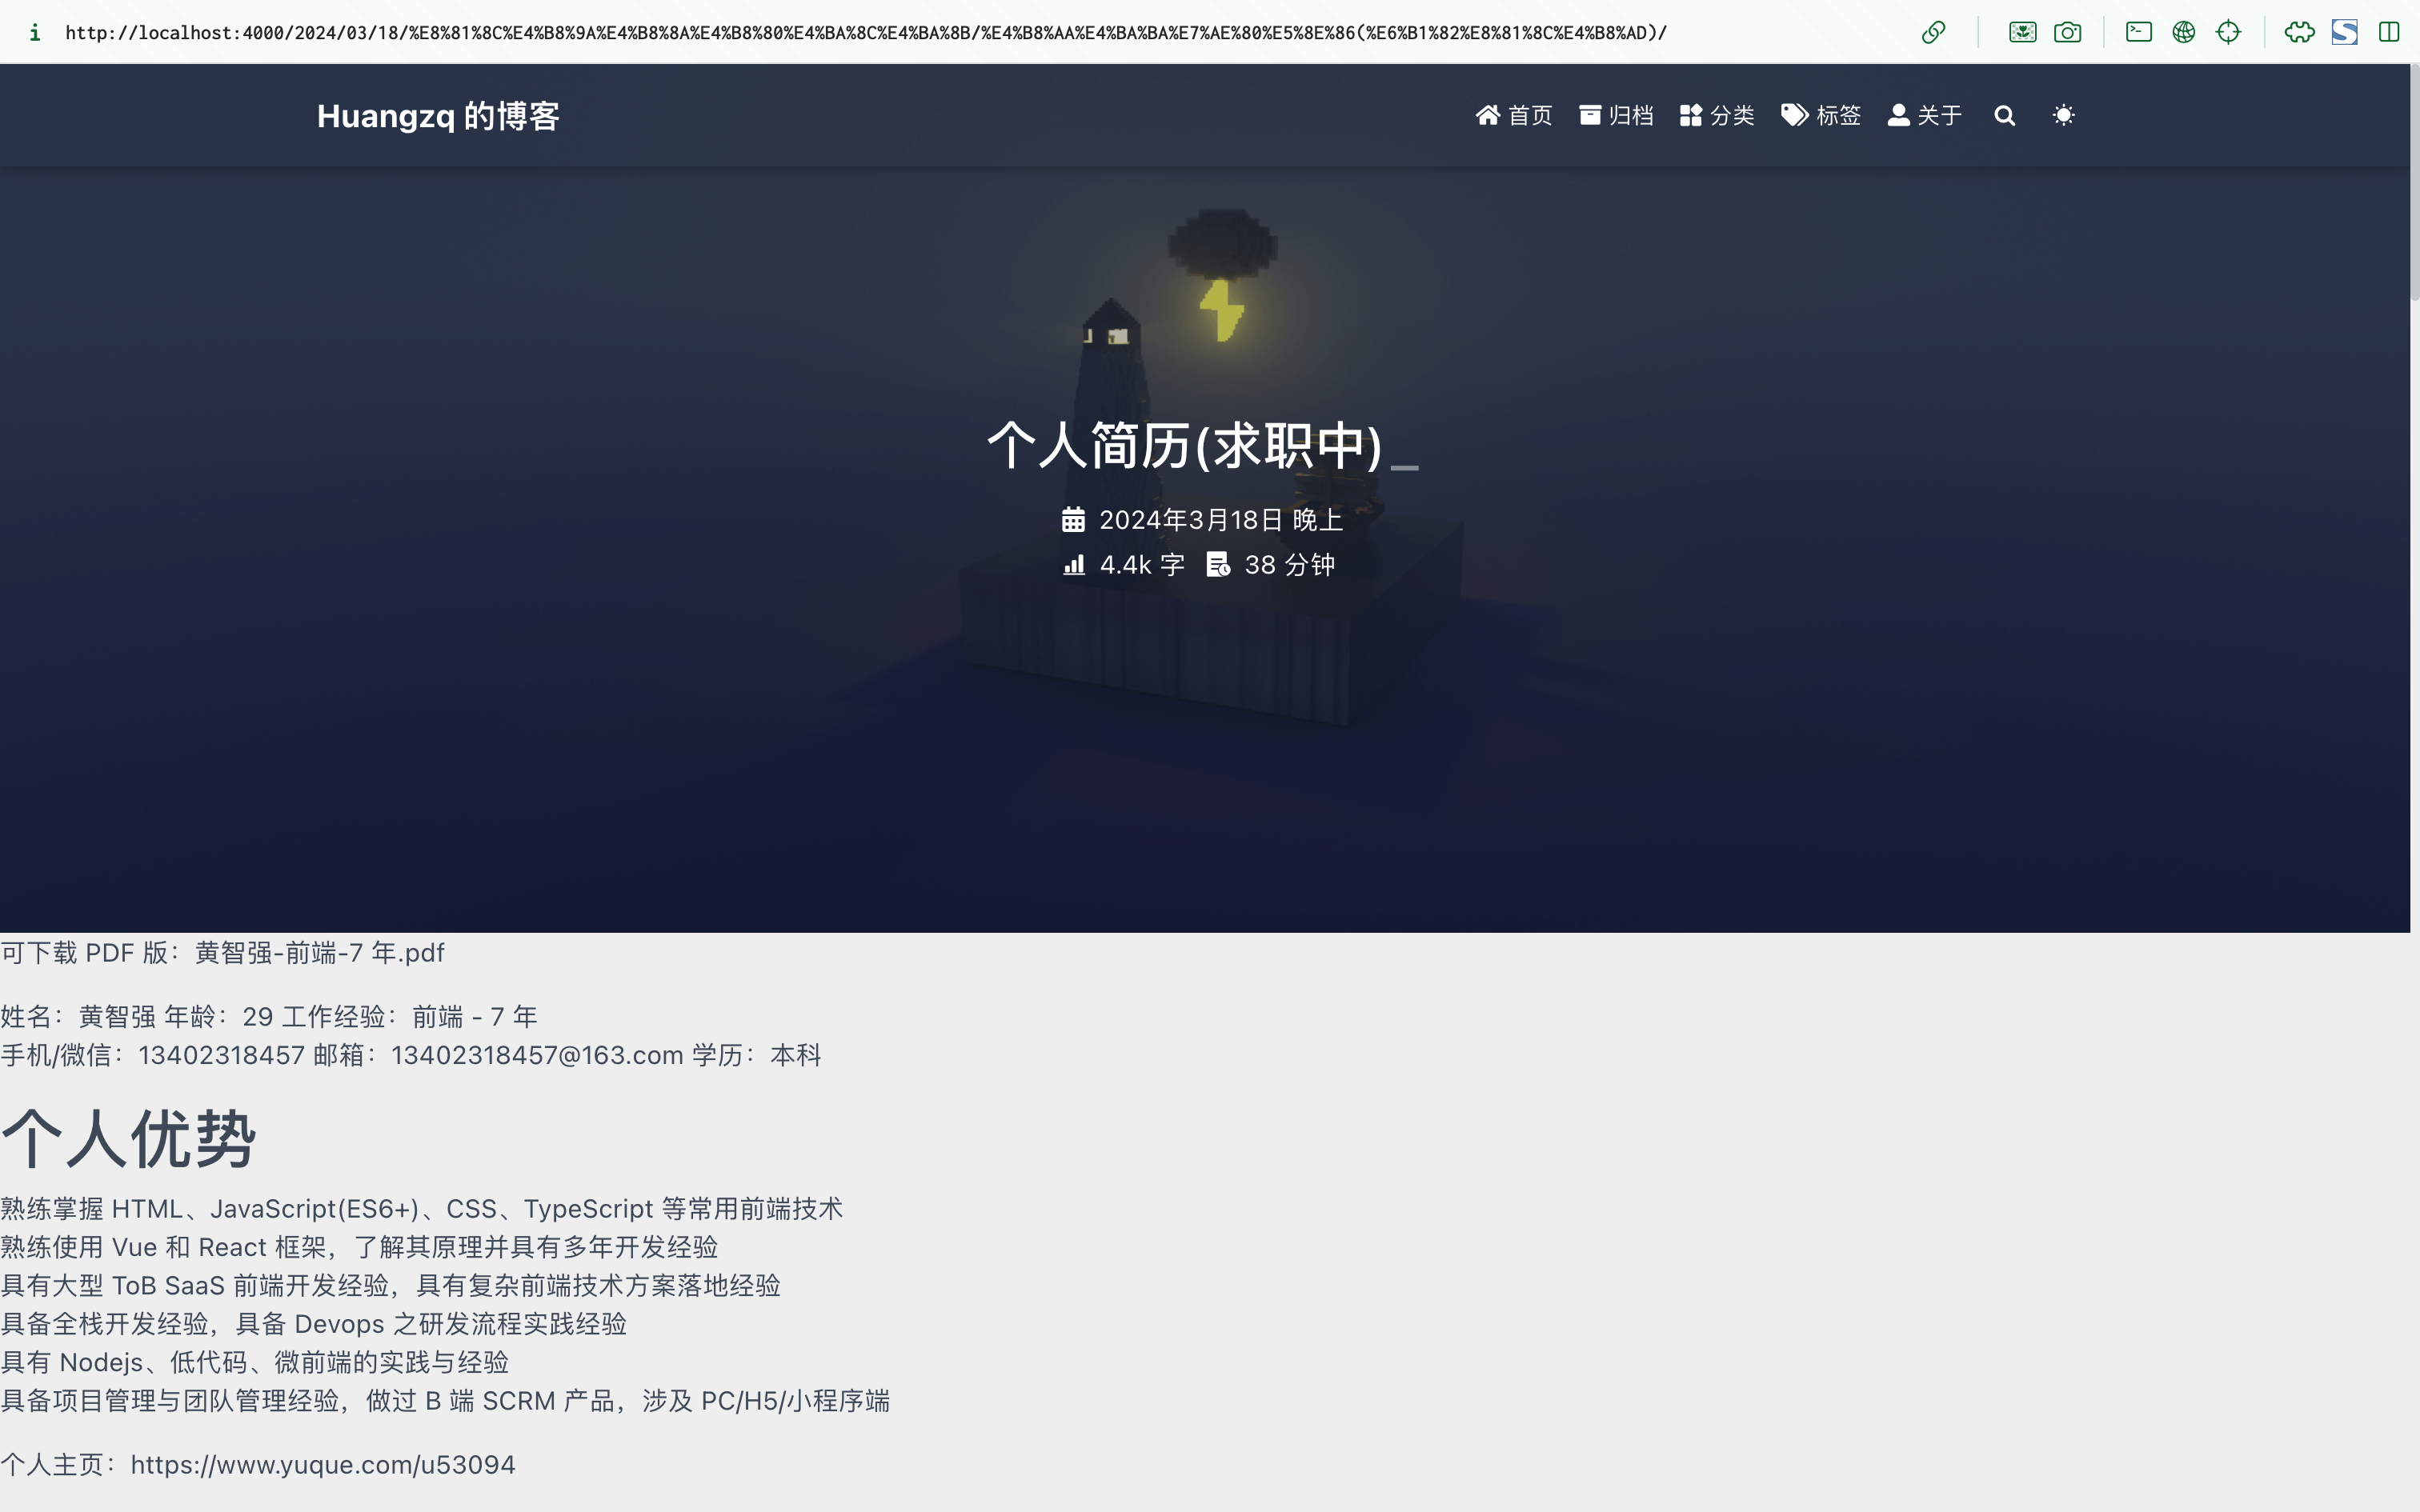 http://localhost:4000/2024/03/18/%E8%81%8C%E4%B8%9A%E4%B8%8A%E4%B8%80%E4%BA%8C%E4%BA%8B/%E4%B8%AA%E4%BA%BA%E7%AE%80%E5%8E%86(%E6%B1%82%E8%81%8C%E4%B8%AD)/
Huangzq 的博客
首页 归档 分类 标签 关于
个人简历(求职中)_
2024年3月18日 晚上
4.4k 字 38 分钟
可下载 PDF 版：黄智强-前端-7 年.pdf
姓名：黄智强 年龄：29 工作经验：前端 - 7 年
手机/微信：13402318457 邮箱：13402318457@163.com 学历：本科
个人优势
熟练掌握 HTML、JavaScript(ES6+)、CSS、TypeScript 等常用前端技术
熟练使用 Vue 和 React 框架，了解其原理并具有多年开发经验
具有大型 ToB SaaS 前端开发经验，具有复杂前端技术方案落地经验
具备全栈开发经验，具备 Devops 之研发流程实践经验
具有 Nodejs、低代码、微前端的实践与经验
具备项目管理与团队管理经验，做过 B 端 SCRM 产品，涉及 PC/H5/小程序端
个人主页：https://www.yuque.com/u53094